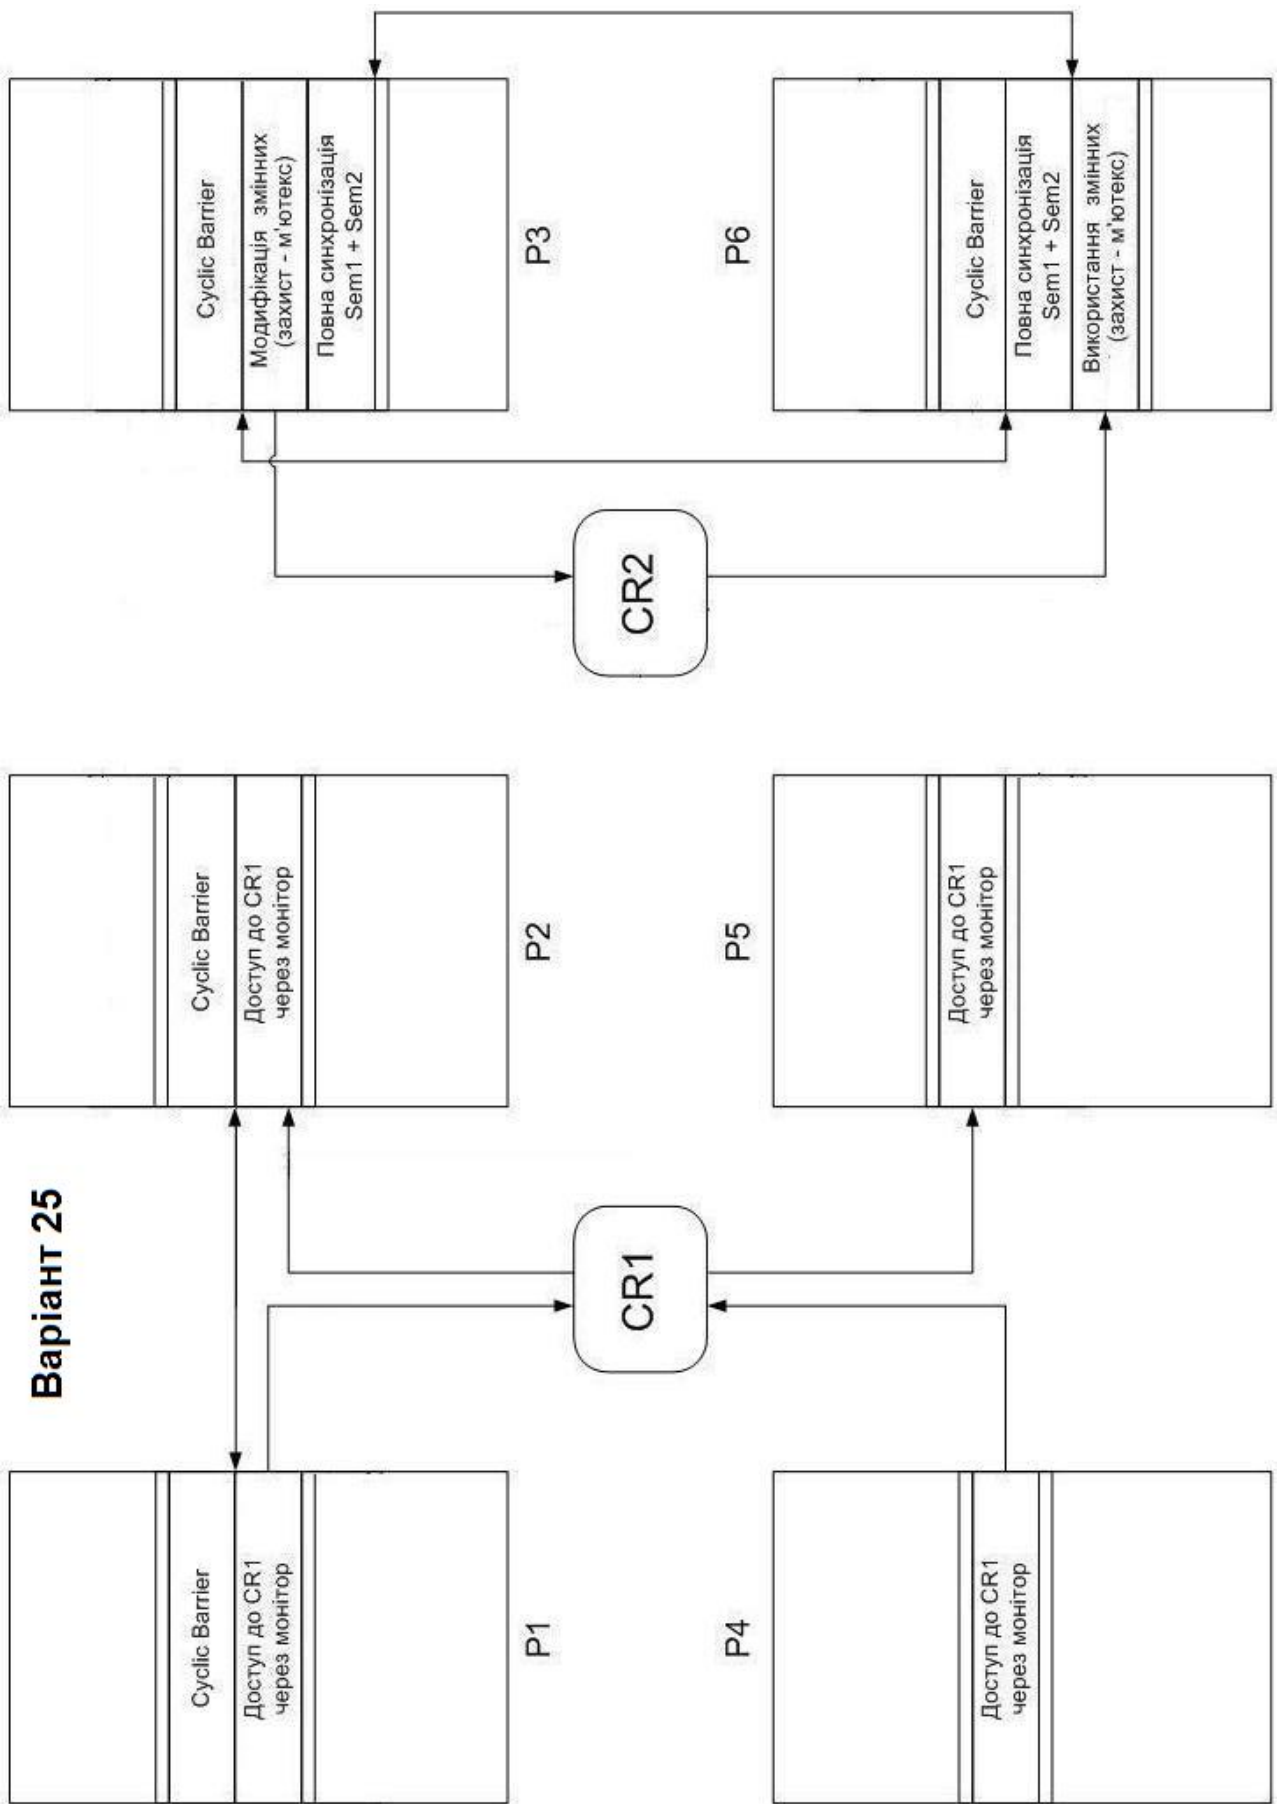 Варіант 25
Cyclic Barrier
Доступ до CR1
через монітор
P1
Cyclic Barrier
Доступ до CR1
через монітор
P2
Cyclic Barrier
Модифікація змінних
(захист - м'ютекс)
Повна синхронізація
Sem1 + Sem2
P3
CR1
CR2
P4
Доступ до CR1
через монітор
P5
Доступ до CR1
через монітор
P6
Cyclic Barrier
Повна синхронізація
Sem1 + Sem2
Використання змінних
(захист - м'ютекс)